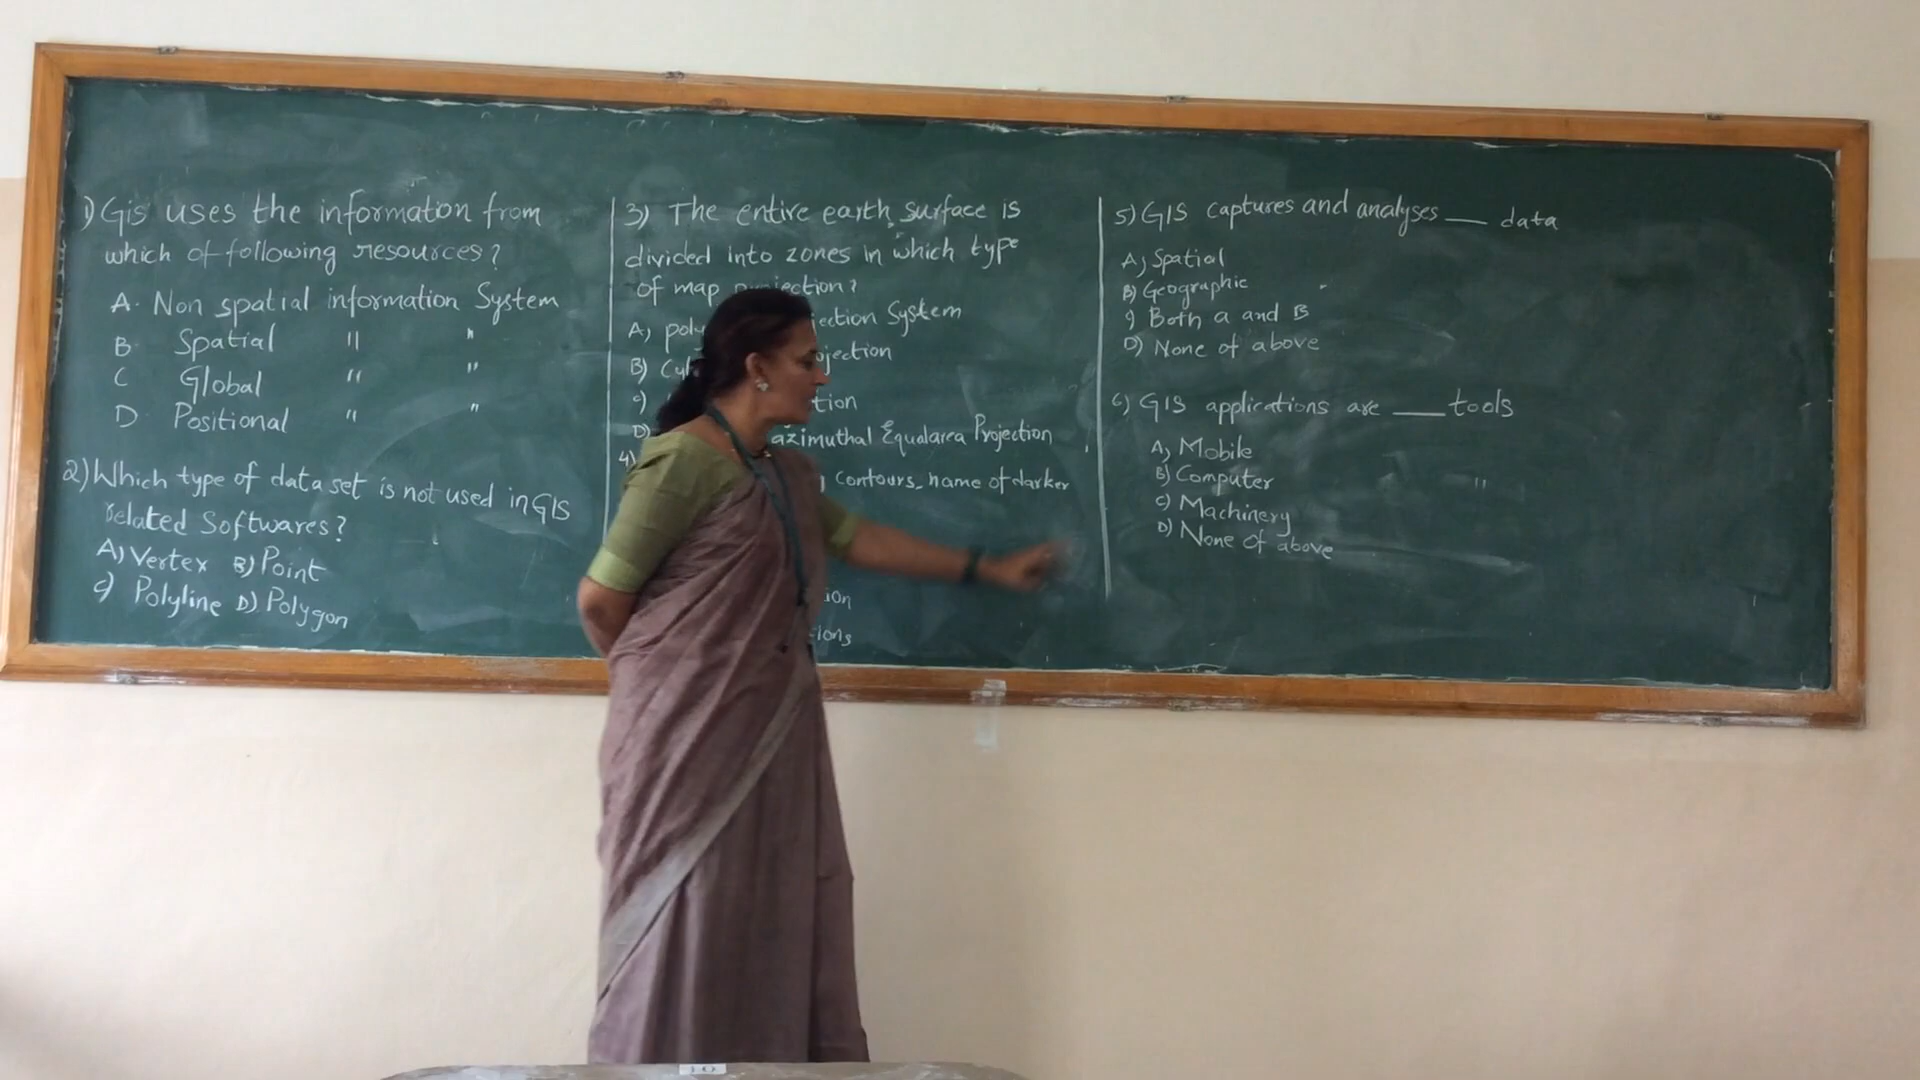 1) Gis uses the information from
which of following resources?
A. Non spatial information System
B. Spatial " "
C Global " "
D. Positional " "
2) Which type of data set is not used in GIS
related Softwares?
A) Vertex B) Point
c) Polyline D) Polygon
3) The entire earth surface is
divided into zones in which type
of map
A) System
B)
c)
D) azimuthal Equalarea Projection
4) contours name of darker
5) GIS captures and analyses ___ data
A) Spatial
B) Geographic
c) Both a and B
D) None of above
6) GIS applications are ___ tools
A) Mobile
B) Computer
c) Machinery
D) None of above
10